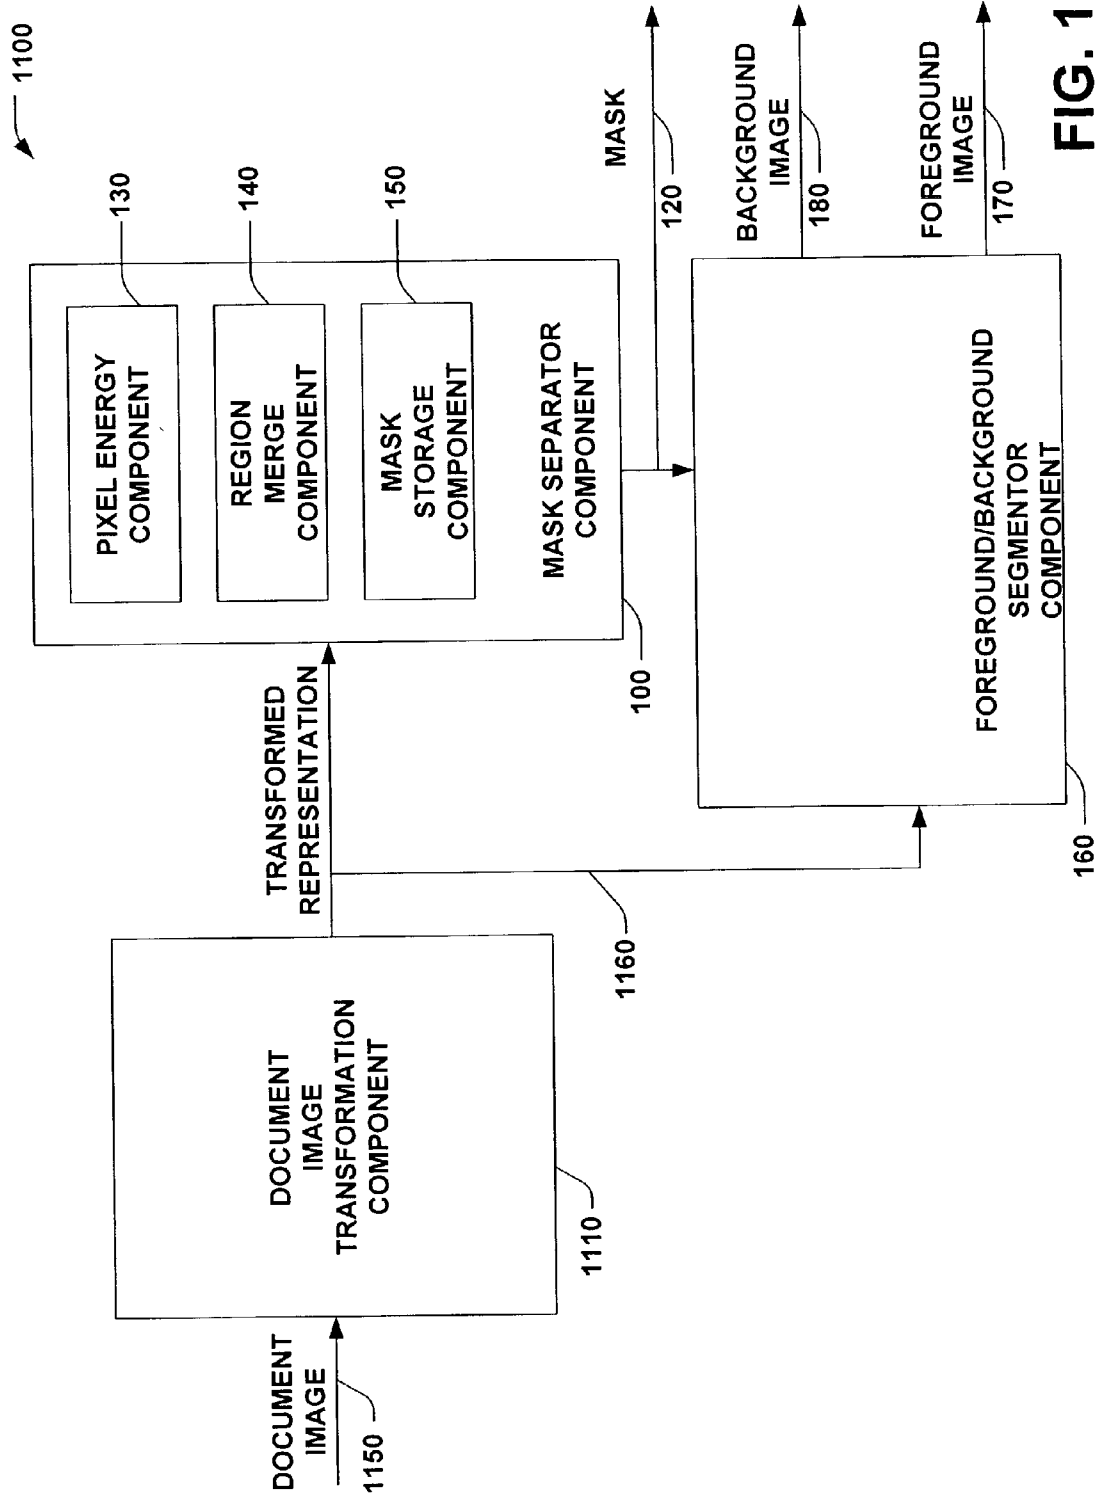 1100
DOCUMENT
IMAGE
1150
DOCUMENT
IMAGE
TRANSFORMATION
COMPONENT
1110
TRANSFORMED
REPRESENTATION
1160
PIXEL ENERGY
COMPONENT
130
REGION
MERGE
COMPONENT
140
MASK
STORAGE
COMPONENT
150
MASK SEPARATOR
COMPONENT
100
MASK
120
FOREGROUND/BACKGROUND
SEGMENTOR
COMPONENT
160
BACKGROUND
IMAGE
180
FOREGROUND
IMAGE
170
FIG. 1